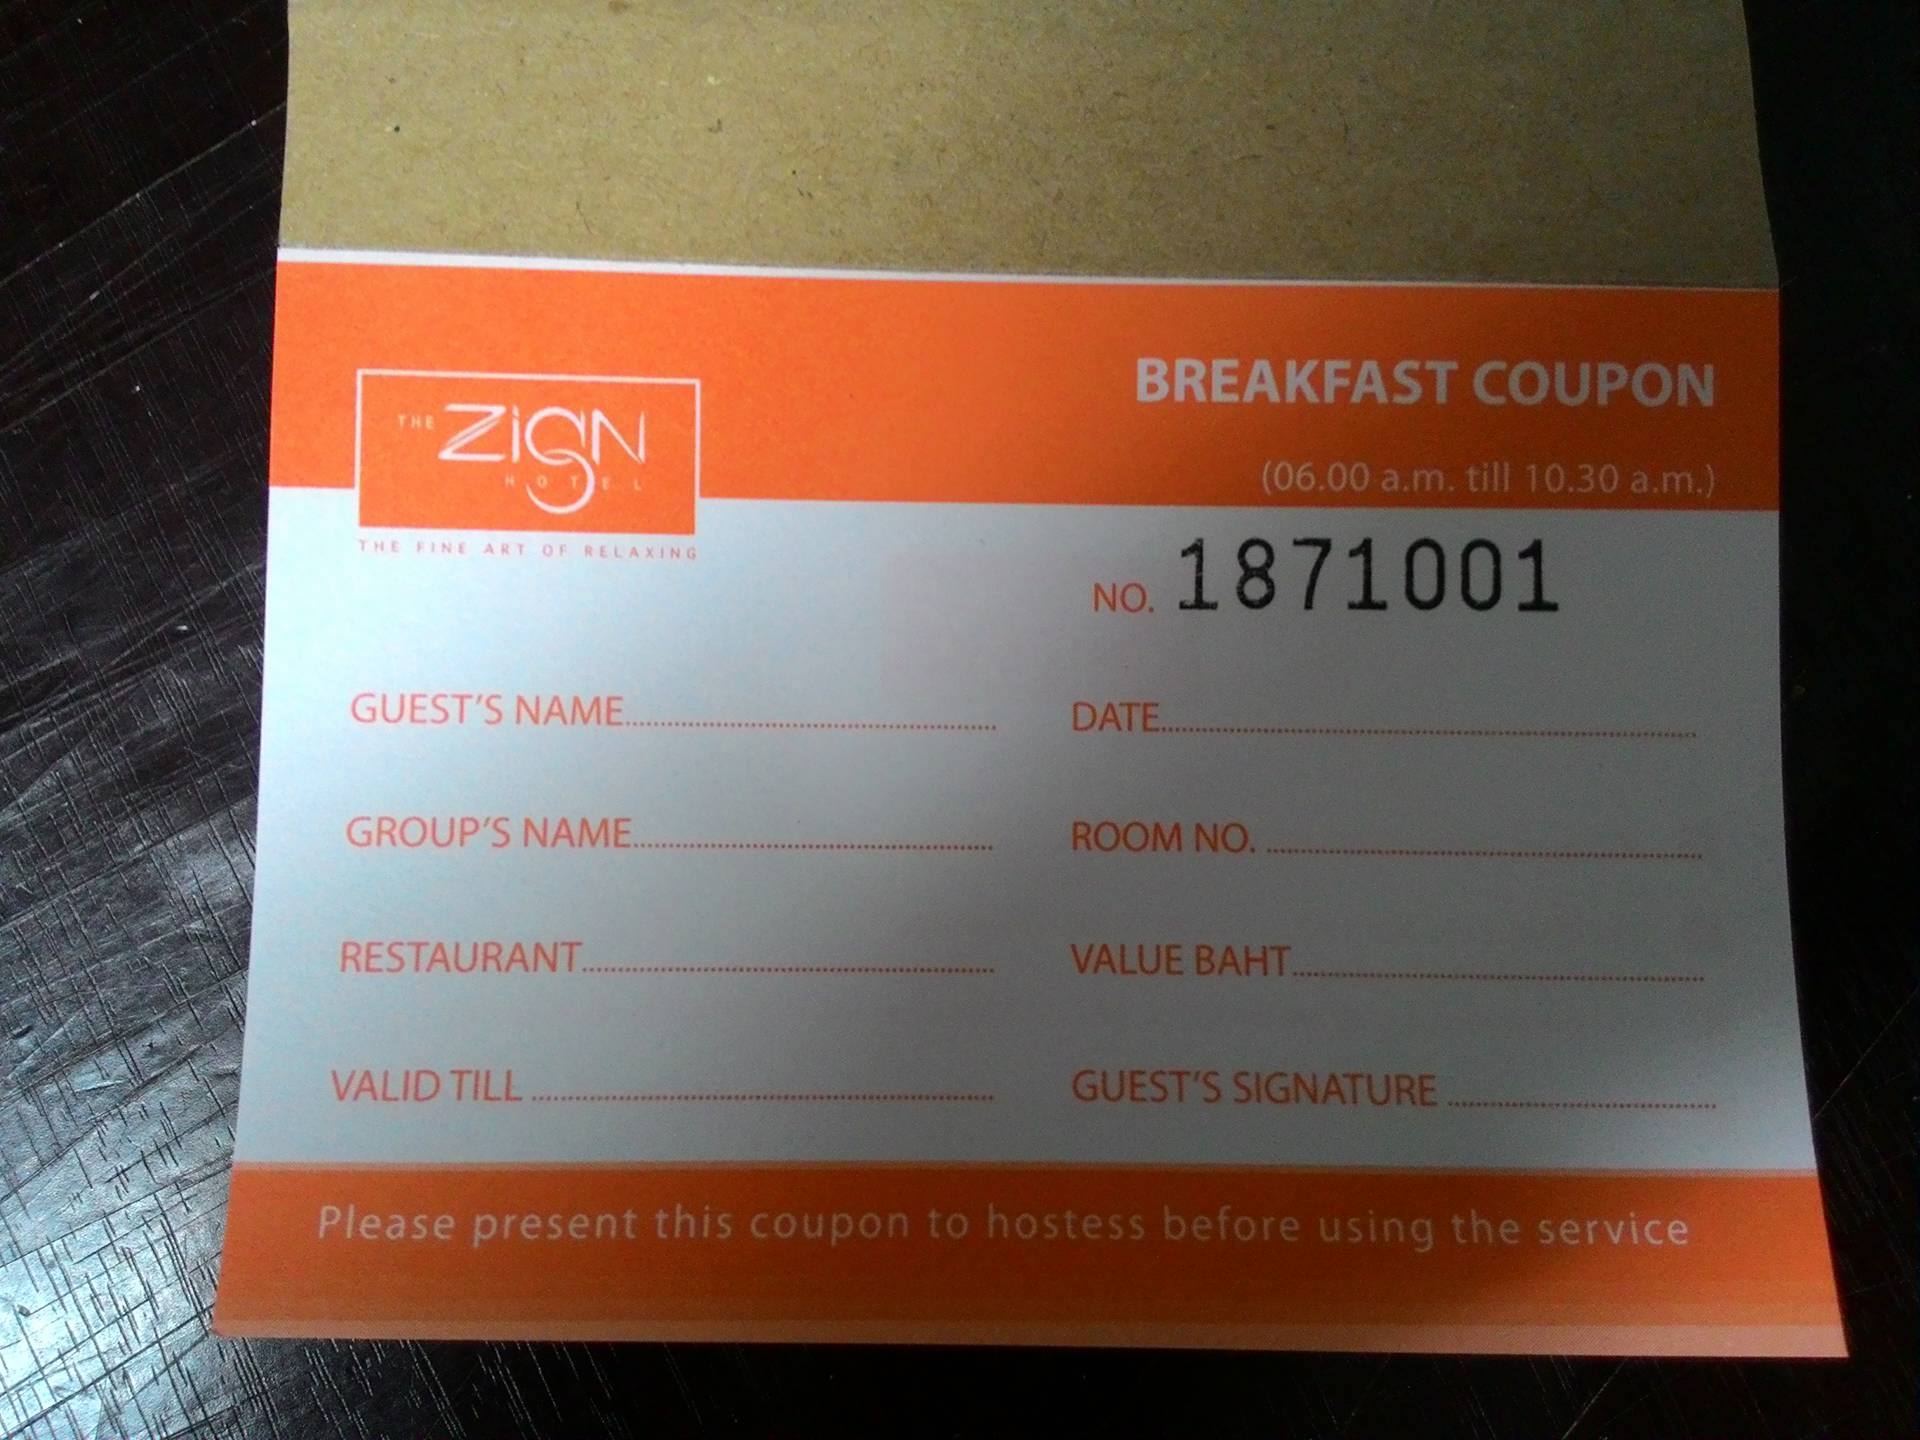 BREAKFAST COUPON
(06.00 a.m. till 10.30 a.m.)
THE ZIGN
HOTEL
THE FINE ART OF RELAXING
NO. 1871001
GUEST'S NAME
DATE
GROUP'S NAME
ROOM NO.
RESTAURANT
VALUE BAHT
VALID TILL
GUEST'S SIGNATURE
Please present this coupon to hostess before using the service